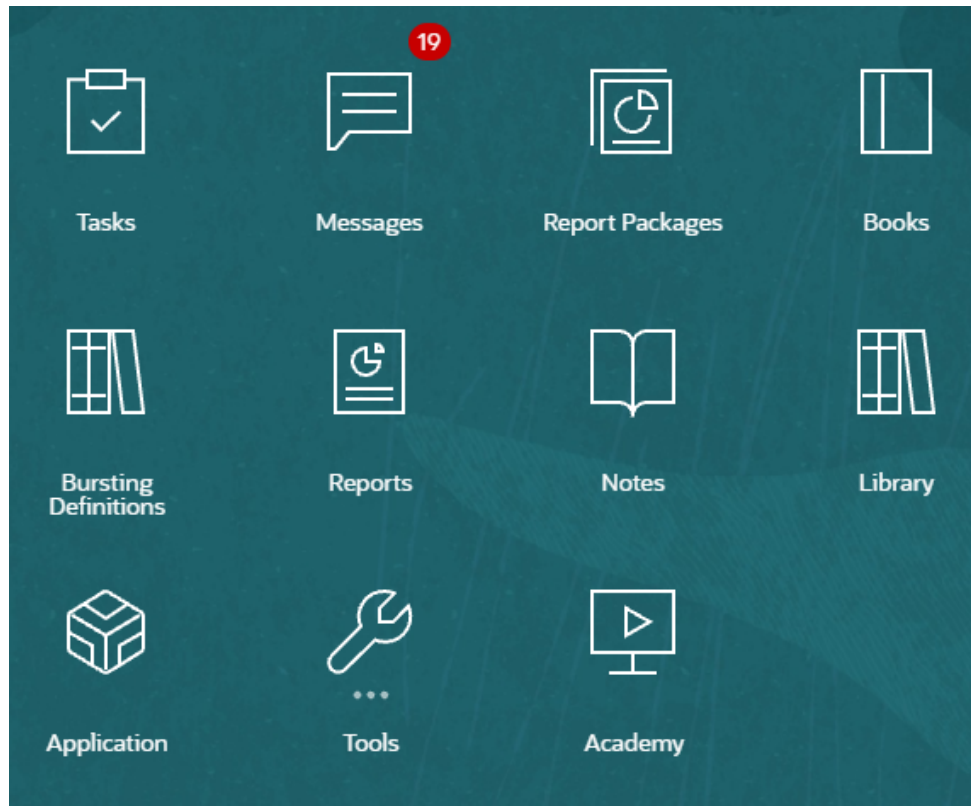 19
Tasks
Messages
Report Packages
Books
Bursting
Definitions
Reports
Notes
Library
Application
Tools
Academy